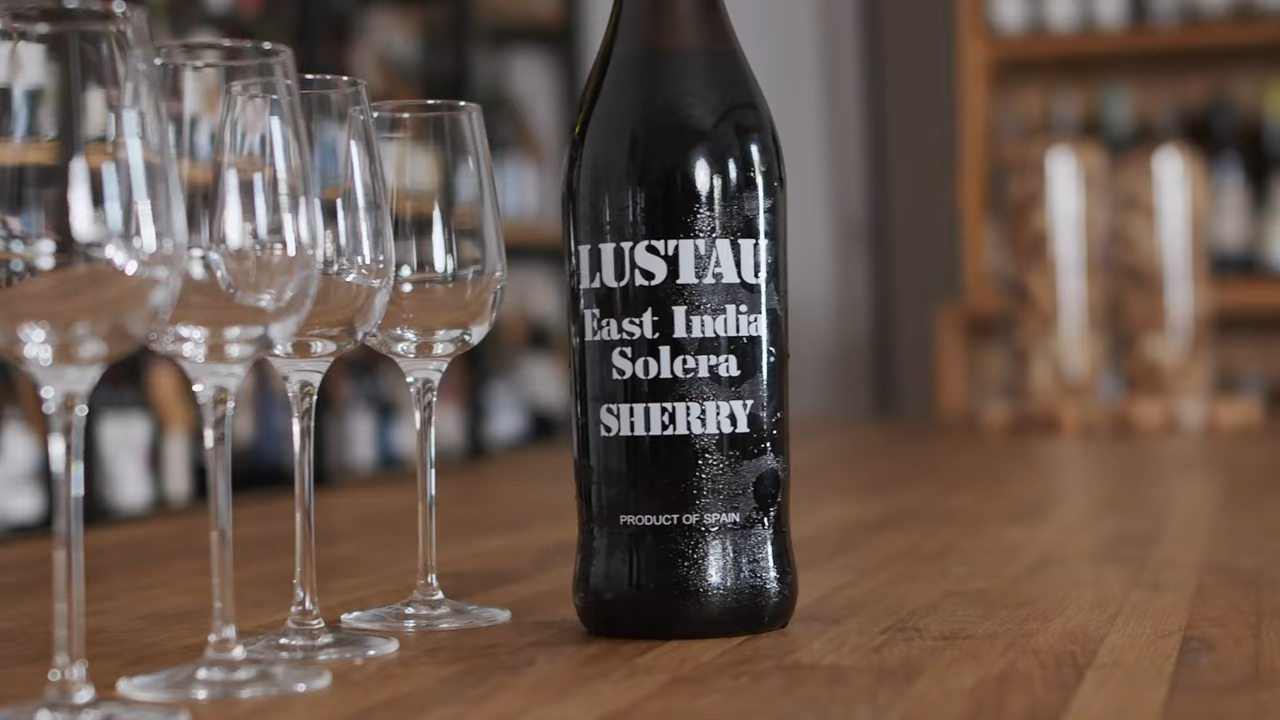 LUSTAU
East India
Solera
SHERRY
PRODUCT OF SPAIN